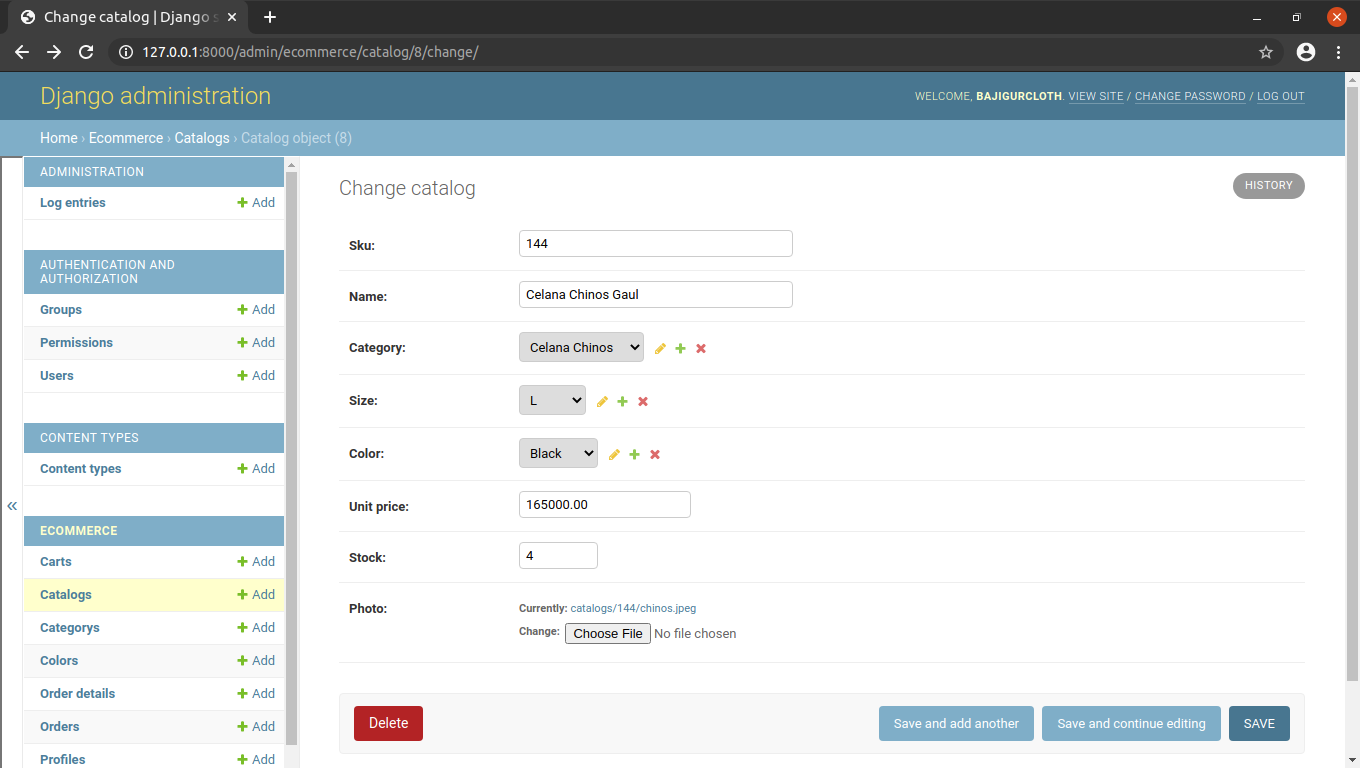 Change catalog | Django s
127.0.0.1:8000/admin/ecommerce/catalog/8/change/
Django administration
WELCOME, BAJIGURCLOTH. VIEW SITE / CHANGE PASSWORD / LOG OUT
Home › Ecommerce › Catalogs › Catalog object (8)
ADMINISTRATION
Log entries + Add
AUTHENTICATION AND
AUTHORIZATION
Groups + Add
Permissions + Add
Users + Add
CONTENT TYPES
Content types + Add
«
ECOMMERCE
Carts + Add
Catalogs + Add
Categorys + Add
Colors + Add
Order details + Add
Orders + Add
Profiles + Add
Change catalog
HISTORY
Sku: 144
Name: Celana Chinos Gaul
Category: Celana Chinos
Size: L
Color: Black
Unit price: 165000.00
Stock: 4
Photo: Currently: catalogs/144/chinos.jpeg
Change: Choose File No file chosen
Delete Save and add another Save and continue editing SAVE